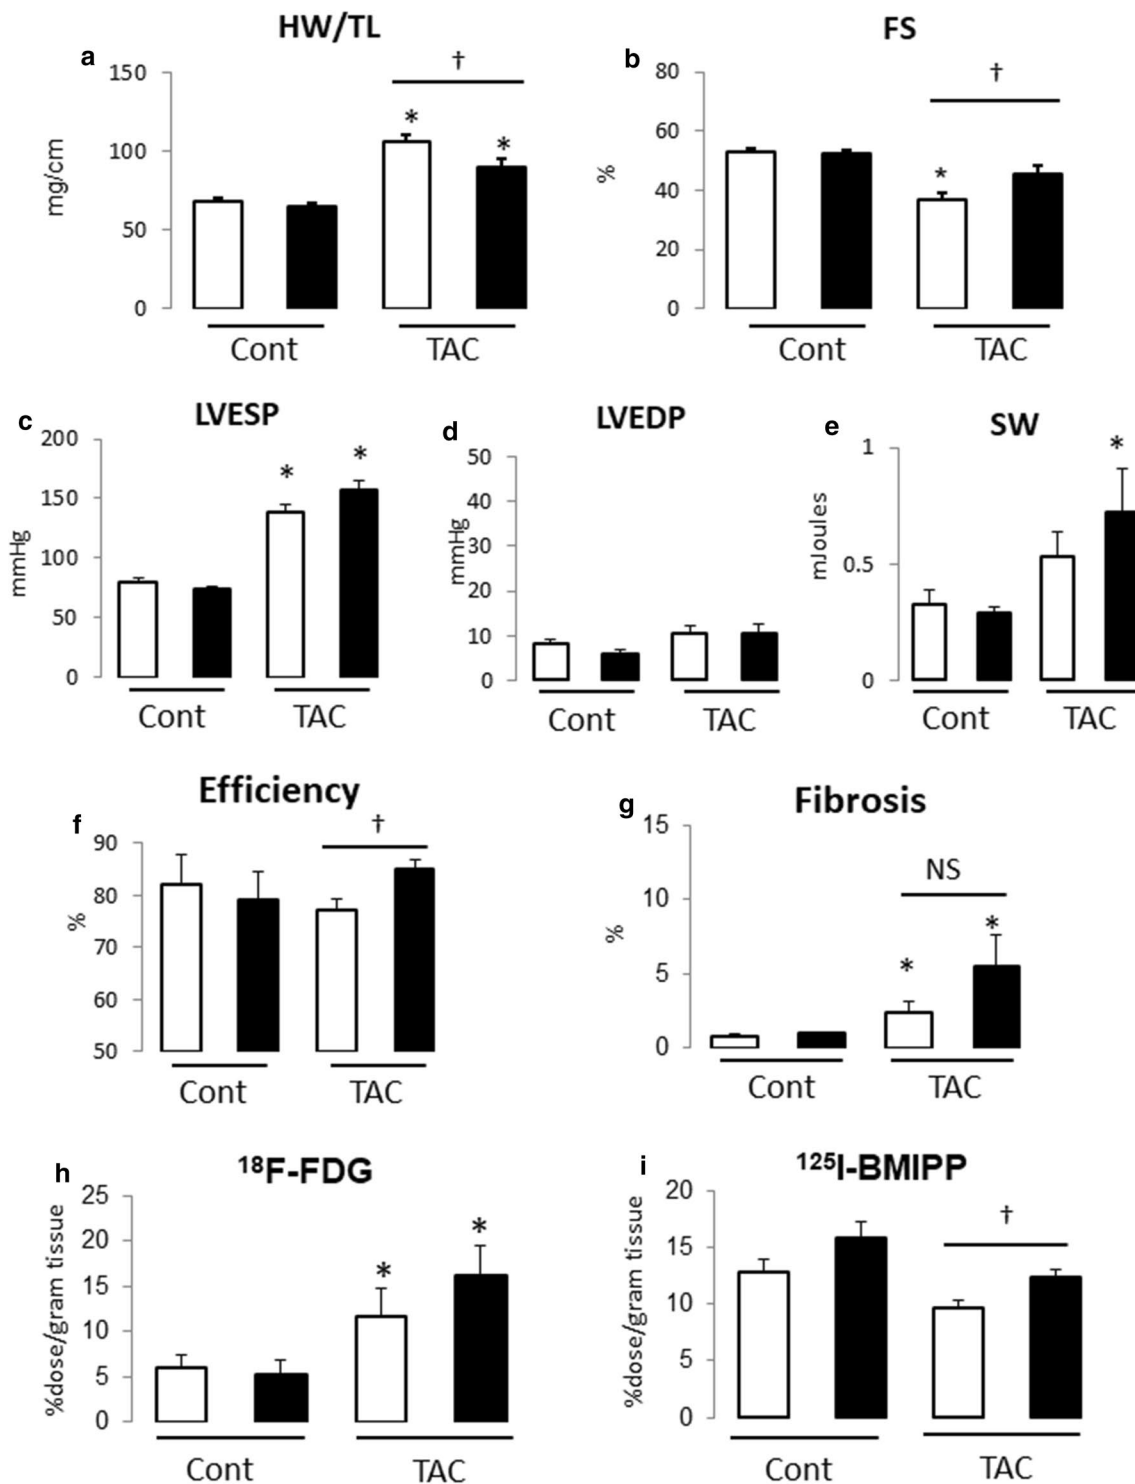 HW/TL
a
150
100
50
0
mg/cm
*
*
†
Cont
TAC
FS
b
80
60
40
20
0
%
*
†
Cont
TAC
LVESP
c
200
150
100
50
0
mmHg
*
*
Cont
TAC
LVEDP
d
50
40
30
20
10
0
mmHg
Cont
TAC
SW
e
1
0.5
0
mJoules
*
Cont
TAC
Efficiency
f
90
80
70
60
50
%
†
Cont
TAC
Fibrosis
g
15
10
5
0
%
NS
*
*
Cont
TAC
¹⁸F-FDG
h
25
20
15
10
5
0
%dose/gram tissue
*
*
Cont
TAC
¹²⁵I-BMIPP
i
20
15
10
5
0
%dose/gram tissue
†
Cont
TAC